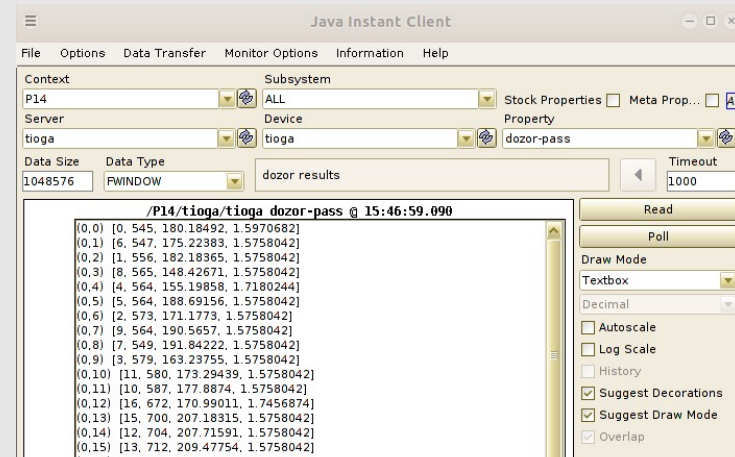 Java Instant Client
File Options Data Transfer Monitor Options Information Help
Context Subsystem
P14 ALL Stock Properties Meta Prop... A
Server Device Property
tioga tioga dozor-pass
Data Size Data Type Timeout
1048576 FWINDOW dozor results 1000
/P14/tioga/tioga dozor-pass @ 15:46:59.090
Read
(0,0) [0, 545, 180.18492, 1.5970682]
(0,1) [6, 547, 175.22383, 1.5758042]
(0,2) [1, 556, 182.18365, 1.5758042]
(0,3) [8, 565, 148.42671, 1.5758042]
(0,4) [4, 564, 155.19858, 1.7180244]
(0,5) [5, 564, 188.69156, 1.5758042]
(0,6) [2, 573, 171.1773, 1.5758042]
(0,7) [9, 564, 190.5657, 1.5758042]
(0,8) [7, 549, 191.84222, 1.5758042]
(0,9) [3, 579, 163.23755, 1.5758042]
(0,10) [11, 580, 173.29439, 1.5758042]
(0,11) [10, 587, 177.8874, 1.5758042]
(0,12) [16, 672, 170.99011, 1.7456874]
(0,13) [15, 700, 207.18315, 1.5758042]
(0,14) [12, 704, 207.71591, 1.5758042]
(0,15) [13, 712, 209.47754, 1.5758042]
Poll
Draw Mode
Textbox
Decimal
Autoscale
Log Scale
History
Suggest Decorations
Suggest Draw Mode
Overlap